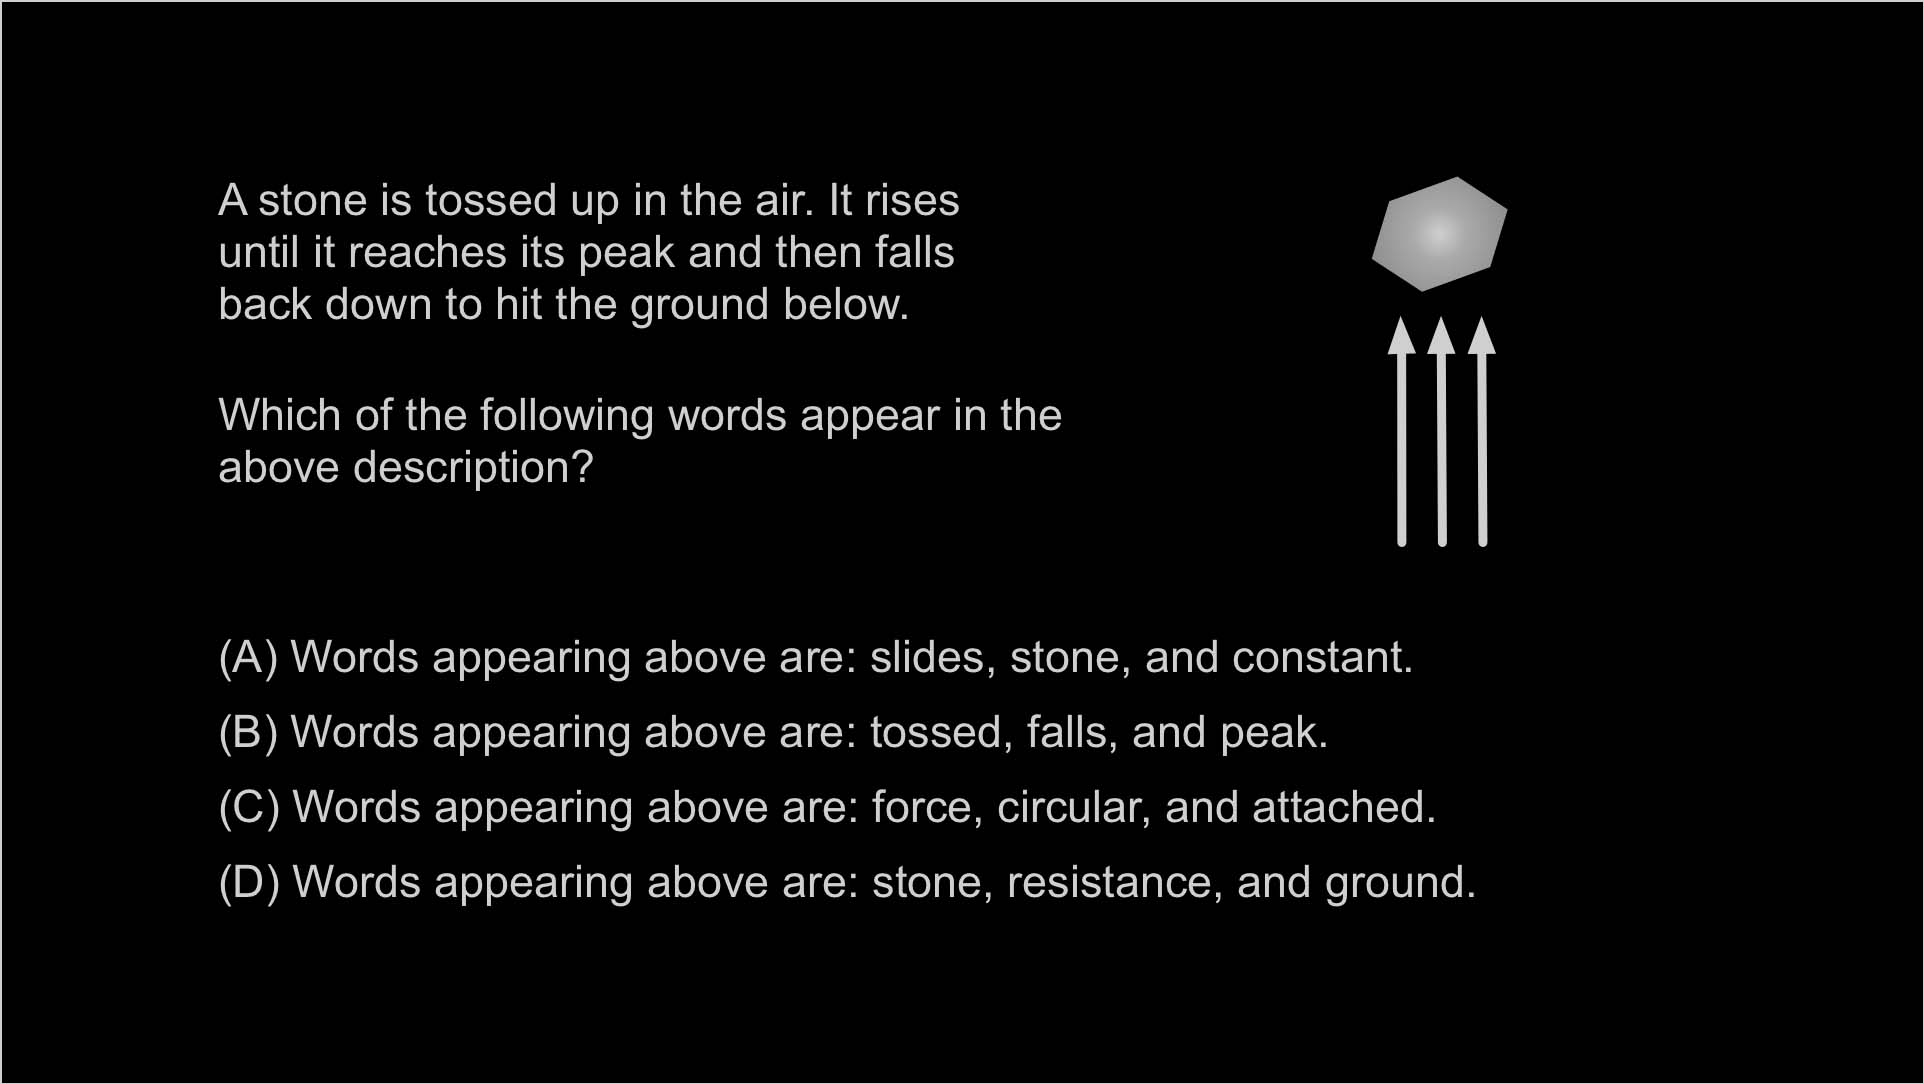 A stone is tossed up in the air. It rises
until it reaches its peak and then falls
back down to hit the ground below.
Which of the following words appear in the
above description?
(A) Words appearing above are: slides, stone, and constant.
(B) Words appearing above are: tossed, falls, and peak.
(C) Words appearing above are: force, circular, and attached.
(D) Words appearing above are: stone, resistance, and ground.